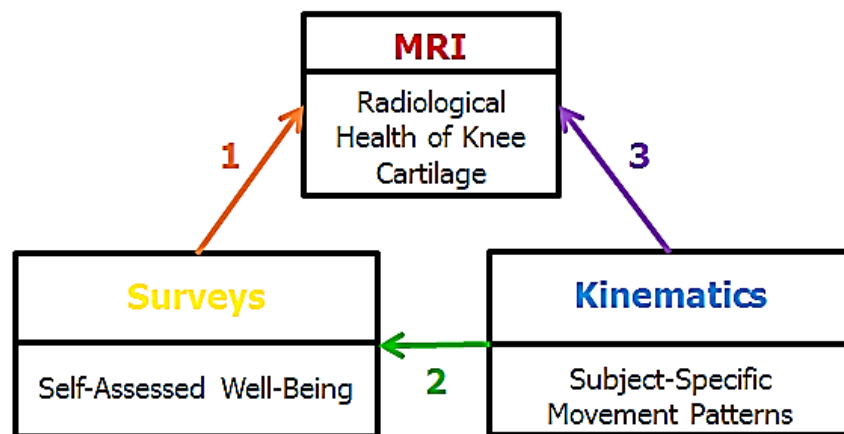 MRI
Radiological
Health of Knee
Cartilage
1
3
Surveys
Self-Assessed Well-Being
2
Kinematics
Subject-Specific
Movement Patterns